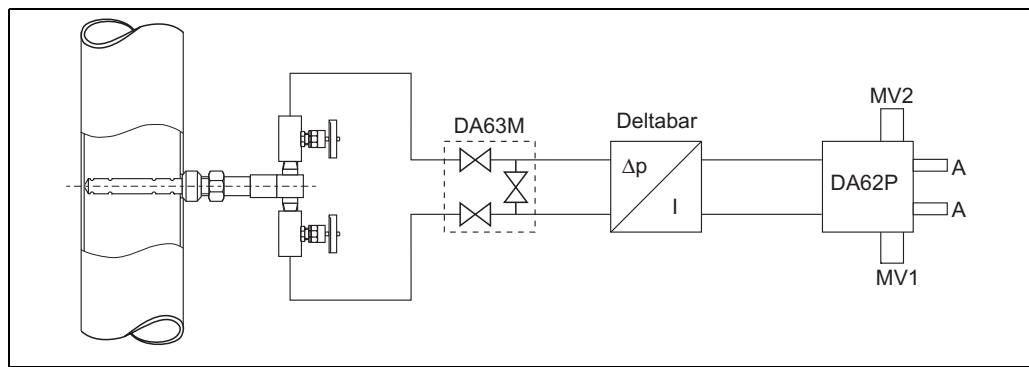 DA63M
Deltabar
Δp
I
MV2
DA62P
A
A
MV1